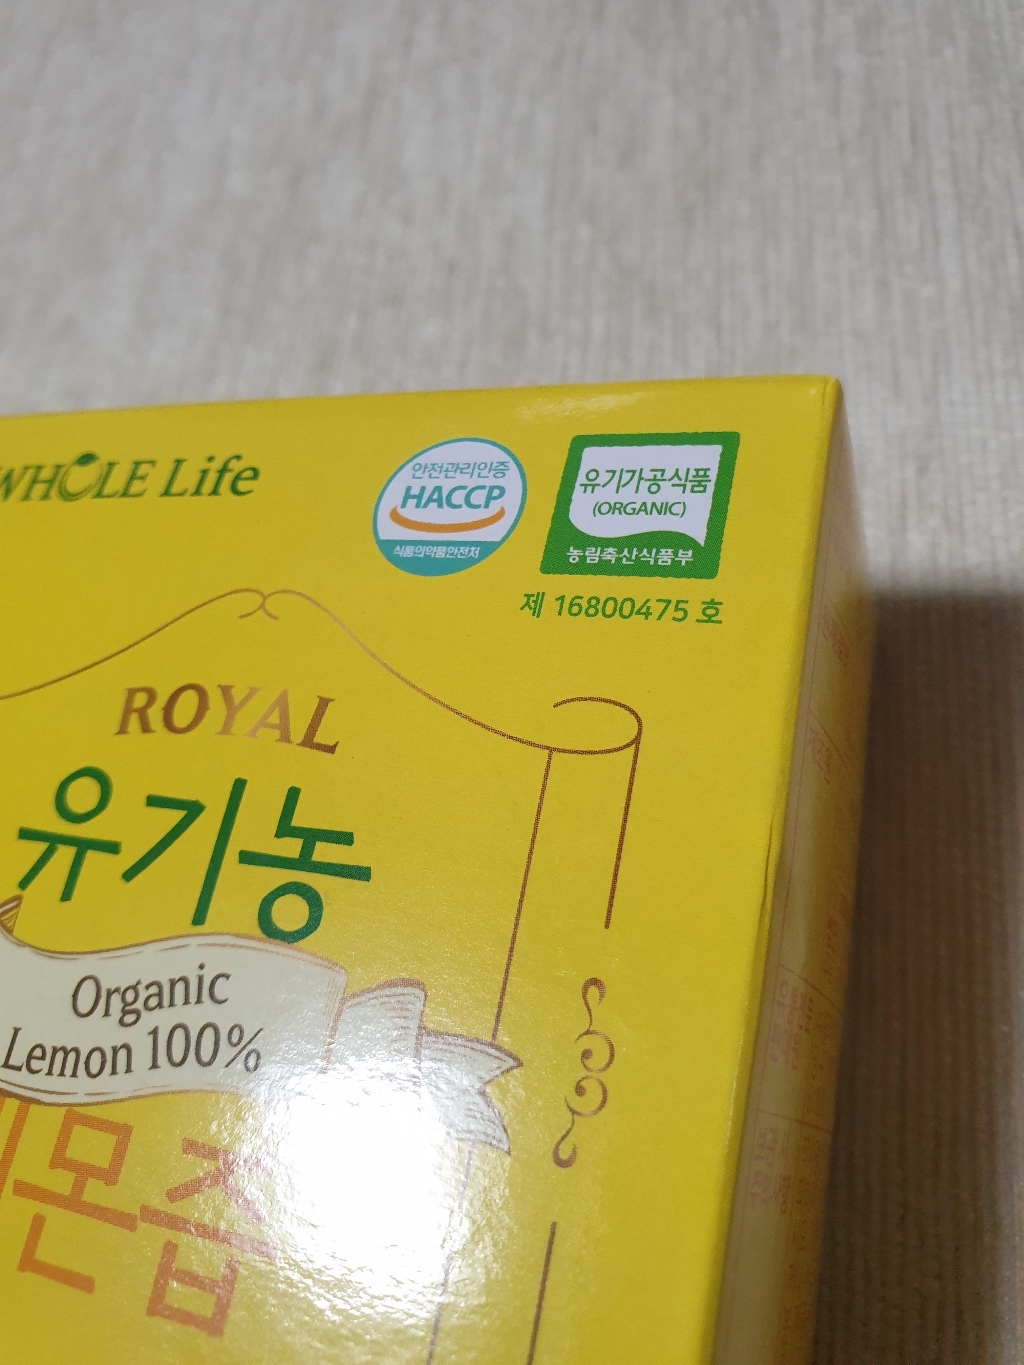 WHOLE Life
안전관리인증
HACCP
식품의약품안전처
유기가공식품
(ORGANIC)
농림축산식품부
제 16800475 호
ROYAL
유기농
Organic
Lemon 100%
몬즙